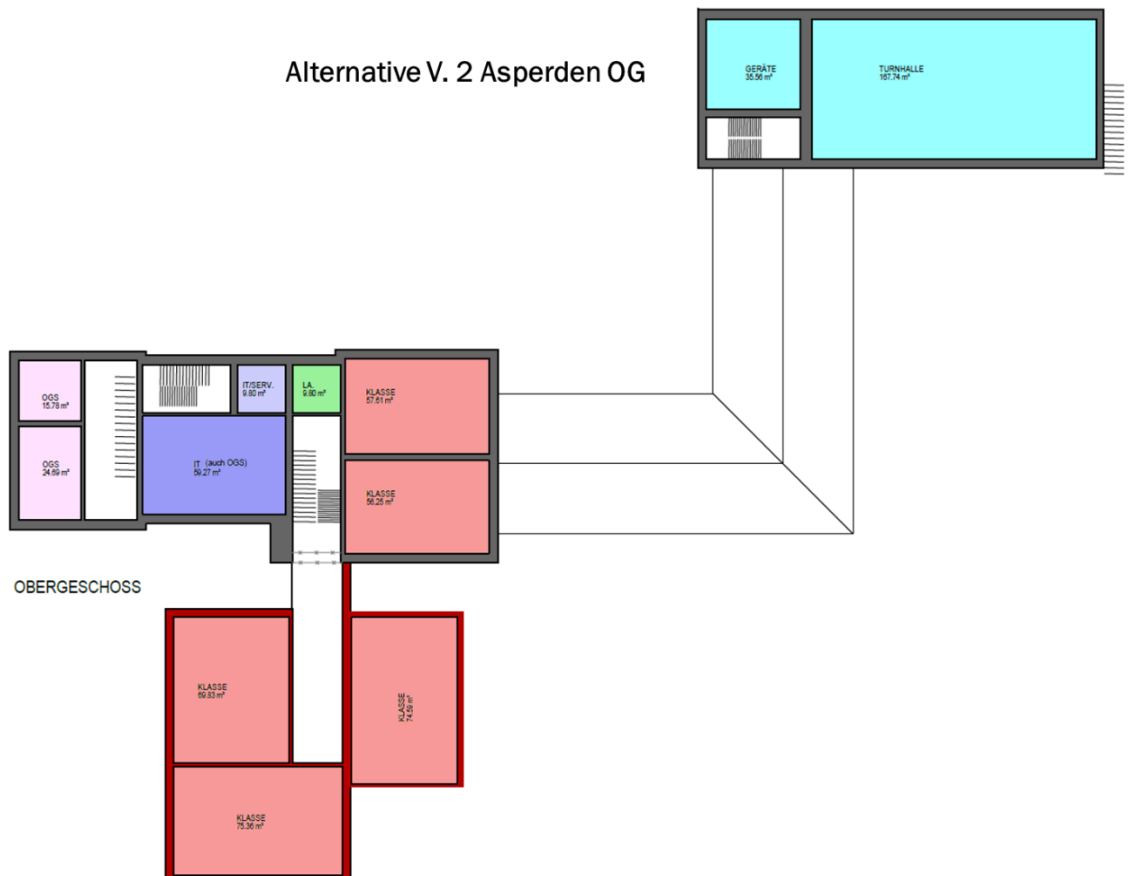 Alternative V. 2 Asperden OG
GERÄTE
35.56 m²
TURNHALLE
167.74 m²
OGS
15.78 m²
IT/SERV.
9.80 m²
LA.
9.80 m²
KLASSE
57.61 m²
OGS
24.69 m²
IT (auch OGS)
59.27 m²
KLASSE
56.25 m²
OBERGESCHOSS
KLASSE
69.83 m²
KLASSE
74.59 m²
KLASSE
75.36 m²